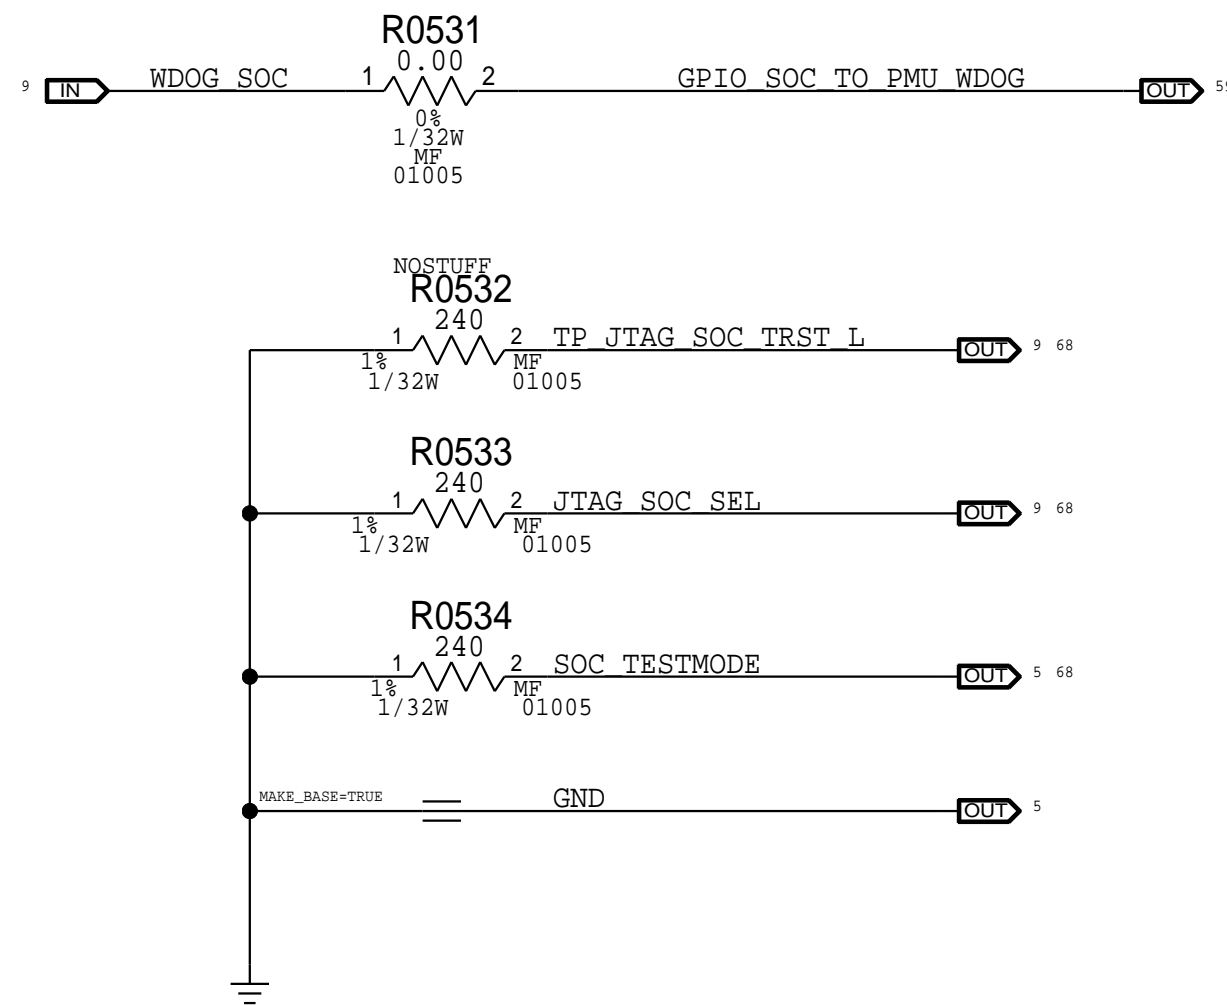 R0531
0.00
9 IN WDOG_SOC 1 2 GPIO_SOC_TO_PMU_WDOG OUT 59
0%
1/32W
MF
01005
NOSTUFF
R0532
240
1 2 TP_JTAG_SOC_TRST_L OUT 9 68
1% MF
1/32W 01005
R0533
240
1 2 JTAG_SOC_SEL OUT 9 68
1% MF
1/32W 01005
R0534
240
1 2 SOC_TESTMODE OUT 5 68
1% MF
1/32W 01005
MAKE_BASE=TRUE GND OUT 5